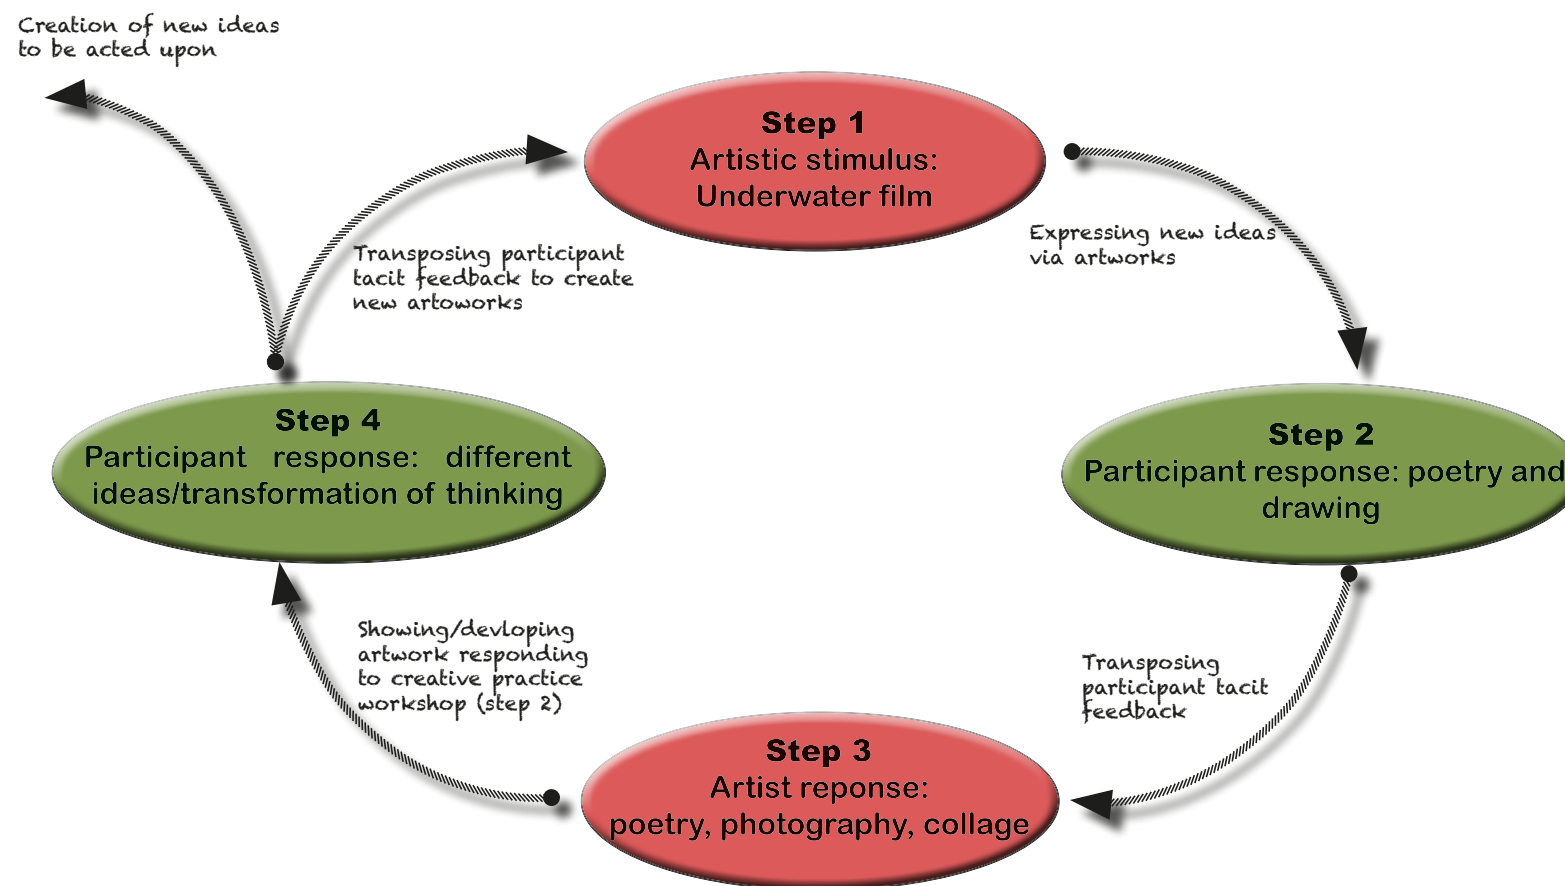 Creation of new ideas
to be acted upon
Step 1
Artistic stimulus:
Underwater film
Expressing new ideas
via artworks
Transposing participant
tacit feedback to create
new artoworks
Step 4
Participant response: different
ideas/transformation of thinking
Step 2
Participant response: poetry and
drawing
Showing/devloping
artwork responding
to creative practice
workshop (step 2)
Transposing
participant tacit
feedback
Step 3
Artist reponse:
poetry, photography, collage